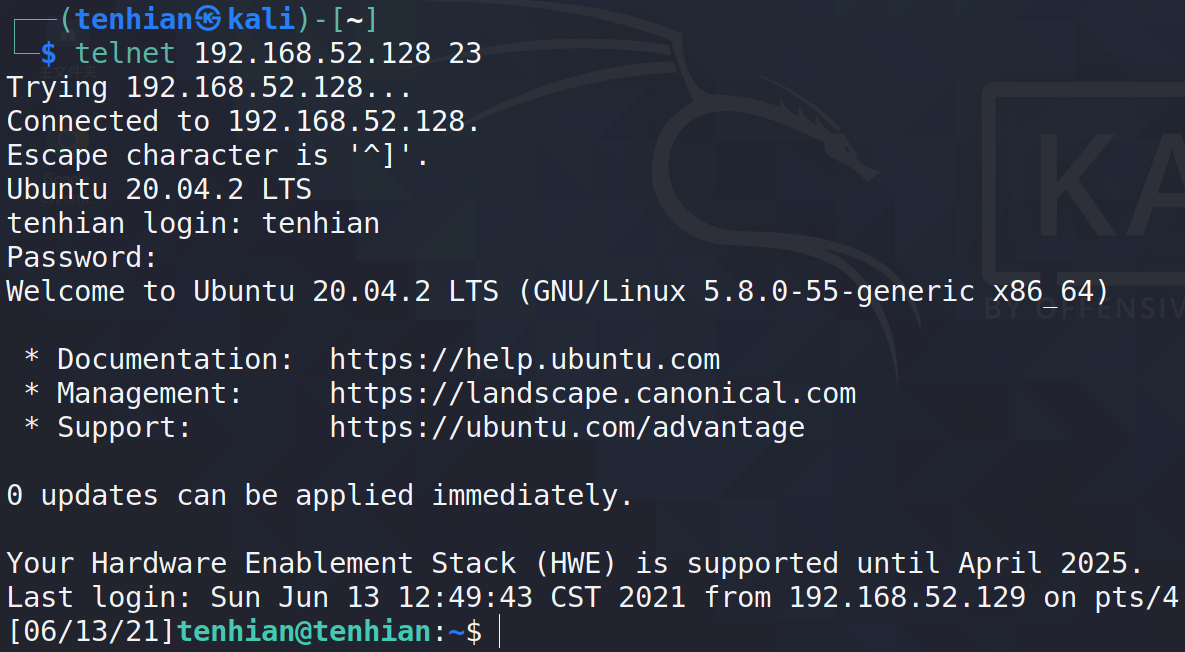 ┌──(tenhian㉿kali)-[~]
└─$ telnet 192.168.52.128 23
Trying 192.168.52.128...
Connected to 192.168.52.128.
Escape character is '^]'.
Ubuntu 20.04.2 LTS
tenhian login: tenhian
Password:
Welcome to Ubuntu 20.04.2 LTS (GNU/Linux 5.8.0-55-generic x86_64)

 * Documentation:  https://help.ubuntu.com
 * Management:     https://landscape.canonical.com
 * Support:        https://ubuntu.com/advantage

0 updates can be applied immediately.

Your Hardware Enablement Stack (HWE) is supported until April 2025.
Last login: Sun Jun 13 12:49:43 CST 2021 from 192.168.52.129 on pts/4
[06/13/21]tenhian@tenhian:~$
KA
BY OFFENSIV